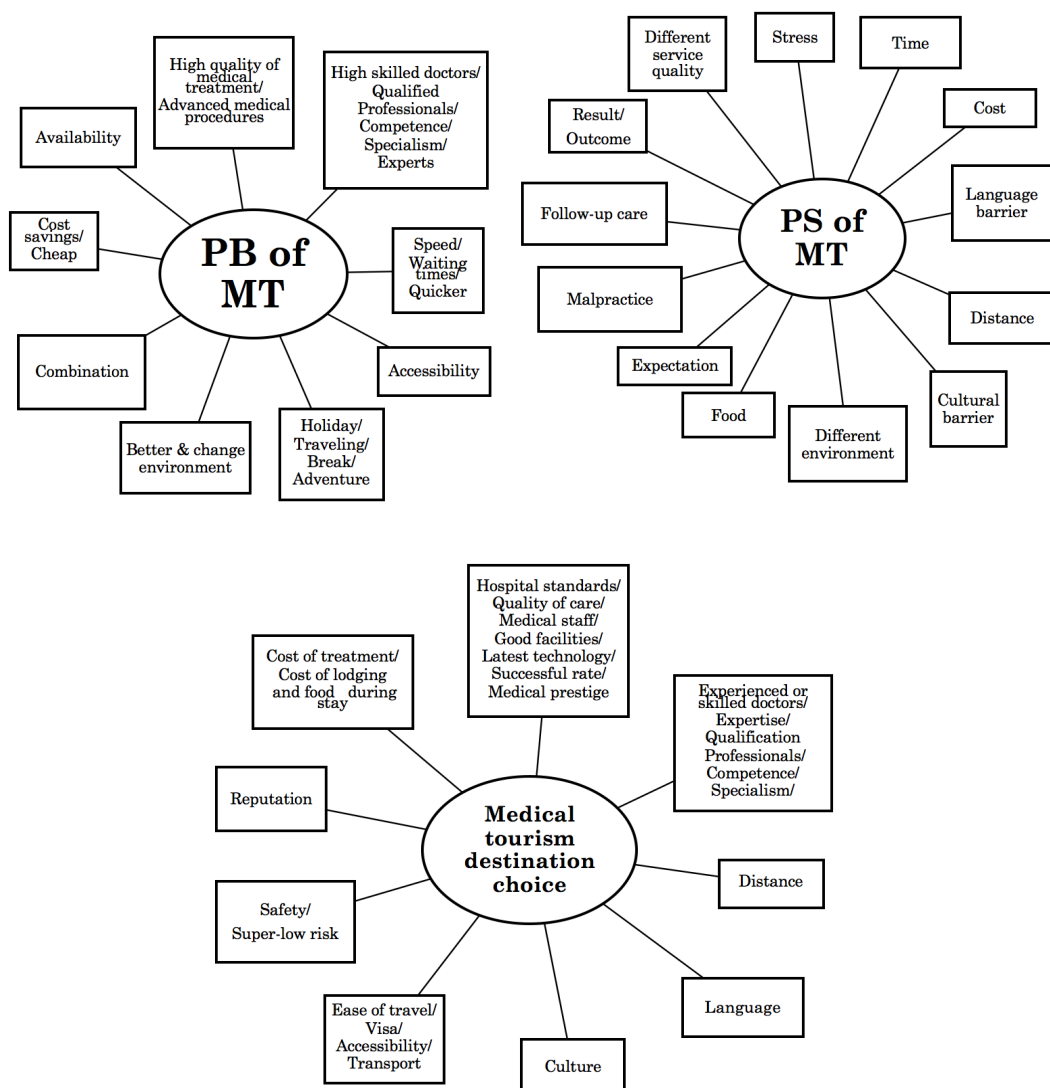 High quality of
medical
treatment/
Advanced medical
procedures
High skilled doctors/
Qualified
Professionals/
Competence/
Specialism/
Experts
Availability
Cost
savings/
Cheap
PB of
MT
Speed/
Waiting
times/
Quicker
Combination
Accessibility
Better & change
environment
Holiday/
Traveling/
Break/
Adventure
Different
service
quality
Stress
Time
Result/
Outcome
Cost
Follow-up care
PS of
MT
Language
barrier
Malpractice
Distance
Expectation
Food
Different
environment
Cultural
barrier
Hospital standards/
Quality of care/
Medical staff/
Good facilities/
Latest technology/
Successful rate/
Medical prestige
Cost of treatment/
Cost of lodging
and food during
stay
Experienced or
skilled doctors/
Expertise/
Qualification
Professionals/
Competence/
Specialism/
Reputation
Medical
tourism
destination
choice
Distance
Safety/
Super-low risk
Language
Ease of travel/
Visa/
Accessibility/
Transport
Culture